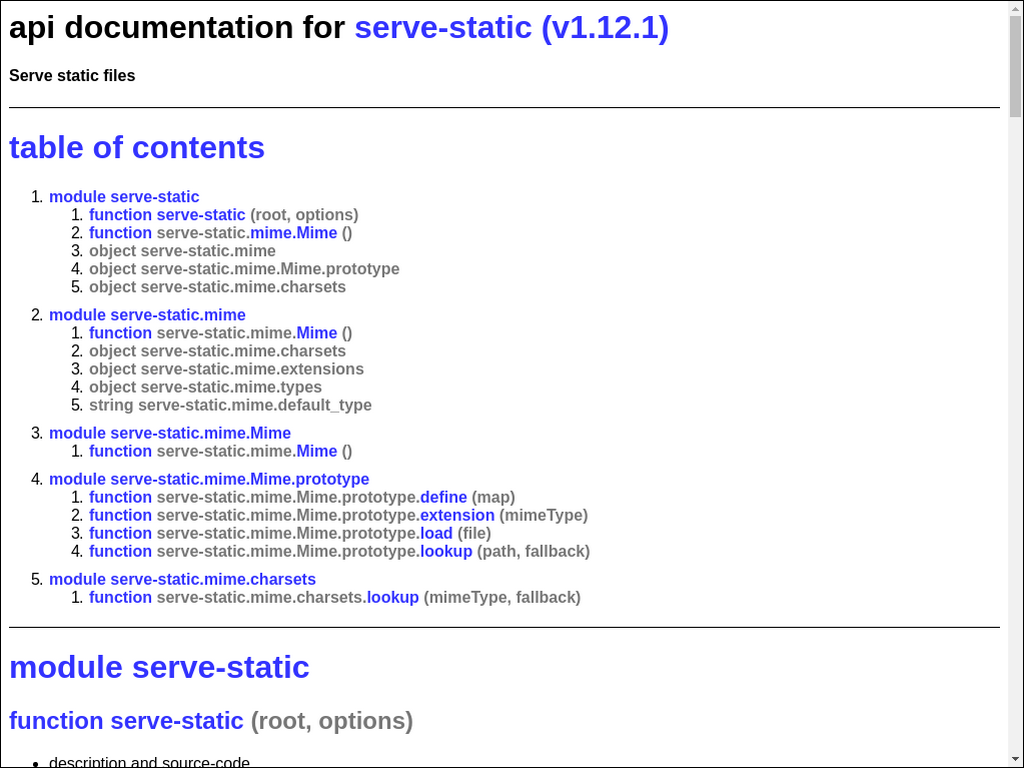 api documentation for serve-static (v1.12.1)
Serve static files
table of contents
1. module serve-static
1. function serve-static (root, options)
2. function serve-static.mime.Mime ()
3. object serve-static.mime
4. object serve-static.mime.Mime.prototype
5. object serve-static.mime.charsets
2. module serve-static.mime
1. function serve-static.mime.Mime ()
2. object serve-static.mime.charsets
3. object serve-static.mime.extensions
4. object serve-static.mime.types
5. string serve-static.mime.default_type
3. module serve-static.mime.Mime
1. function serve-static.mime.Mime ()
4. module serve-static.mime.Mime.prototype
1. function serve-static.mime.Mime.prototype.define (map)
2. function serve-static.mime.Mime.prototype.extension (mimeType)
3. function serve-static.mime.Mime.prototype.load (file)
4. function serve-static.mime.Mime.prototype.lookup (path, fallback)
5. module serve-static.mime.charsets
1. function serve-static.mime.charsets.lookup (mimeType, fallback)
module serve-static
function serve-static (root, options)
• description and source-code